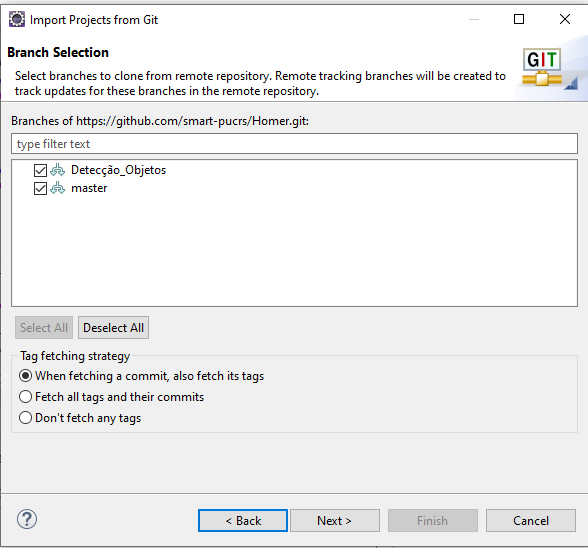 Import Projects from Git
Branch Selection
Select branches to clone from remote repository. Remote tracking branches will be created to
track updates for these branches in the remote repository.
GIT
Branches of https://github.com/smart-pucrs/Homer.git:
type filter text
Detecção_Objetos
master
Select All
Deselect All
Tag fetching strategy
When fetching a commit, also fetch its tags
Fetch all tags and their commits
Don't fetch any tags
?
< Back
Next >
Finish
Cancel